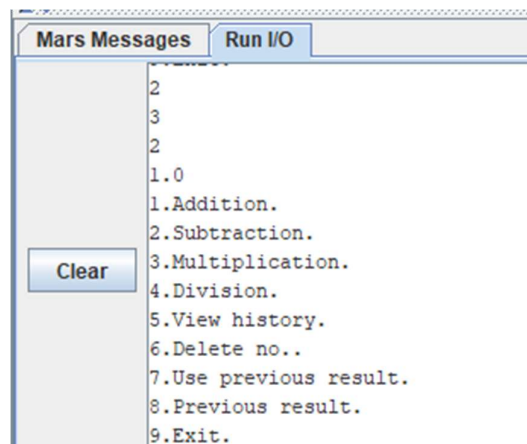 Mars Messages
Run I/O
2
3
2
1.0
1.Addition.
2.Subtraction.
3.Multiplication.
4.Division.
5.View history.
6.Delete no..
7.Use previous result.
8.Previous result.
9.Exit.
Clear